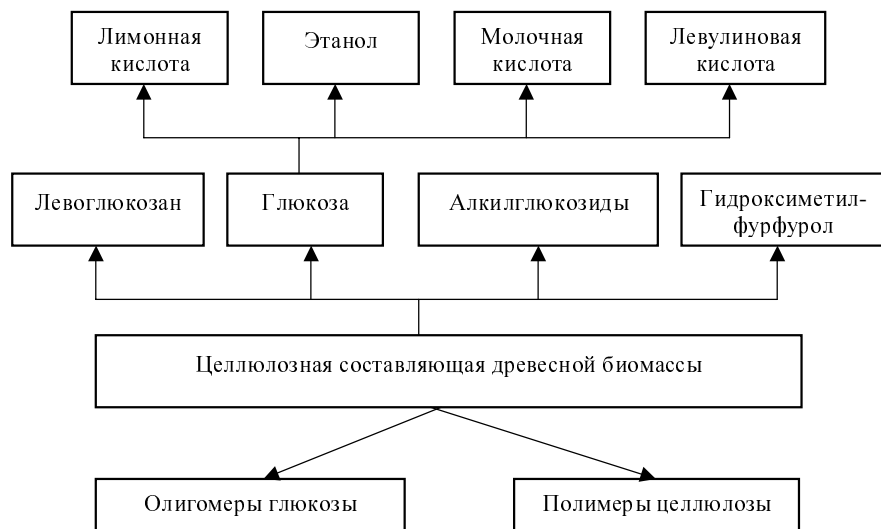 Лимонная
кислота
Этанол
Молочная
кислота
Левулиновая
кислота
Левоглюкозан
Глюкоза
Алкилглюкозиды
Гидроксиметил-
фурфурол
Целлюлозная составляющая древесной биомассы
Олигомеры глюкозы
Полимеры целлюлозы